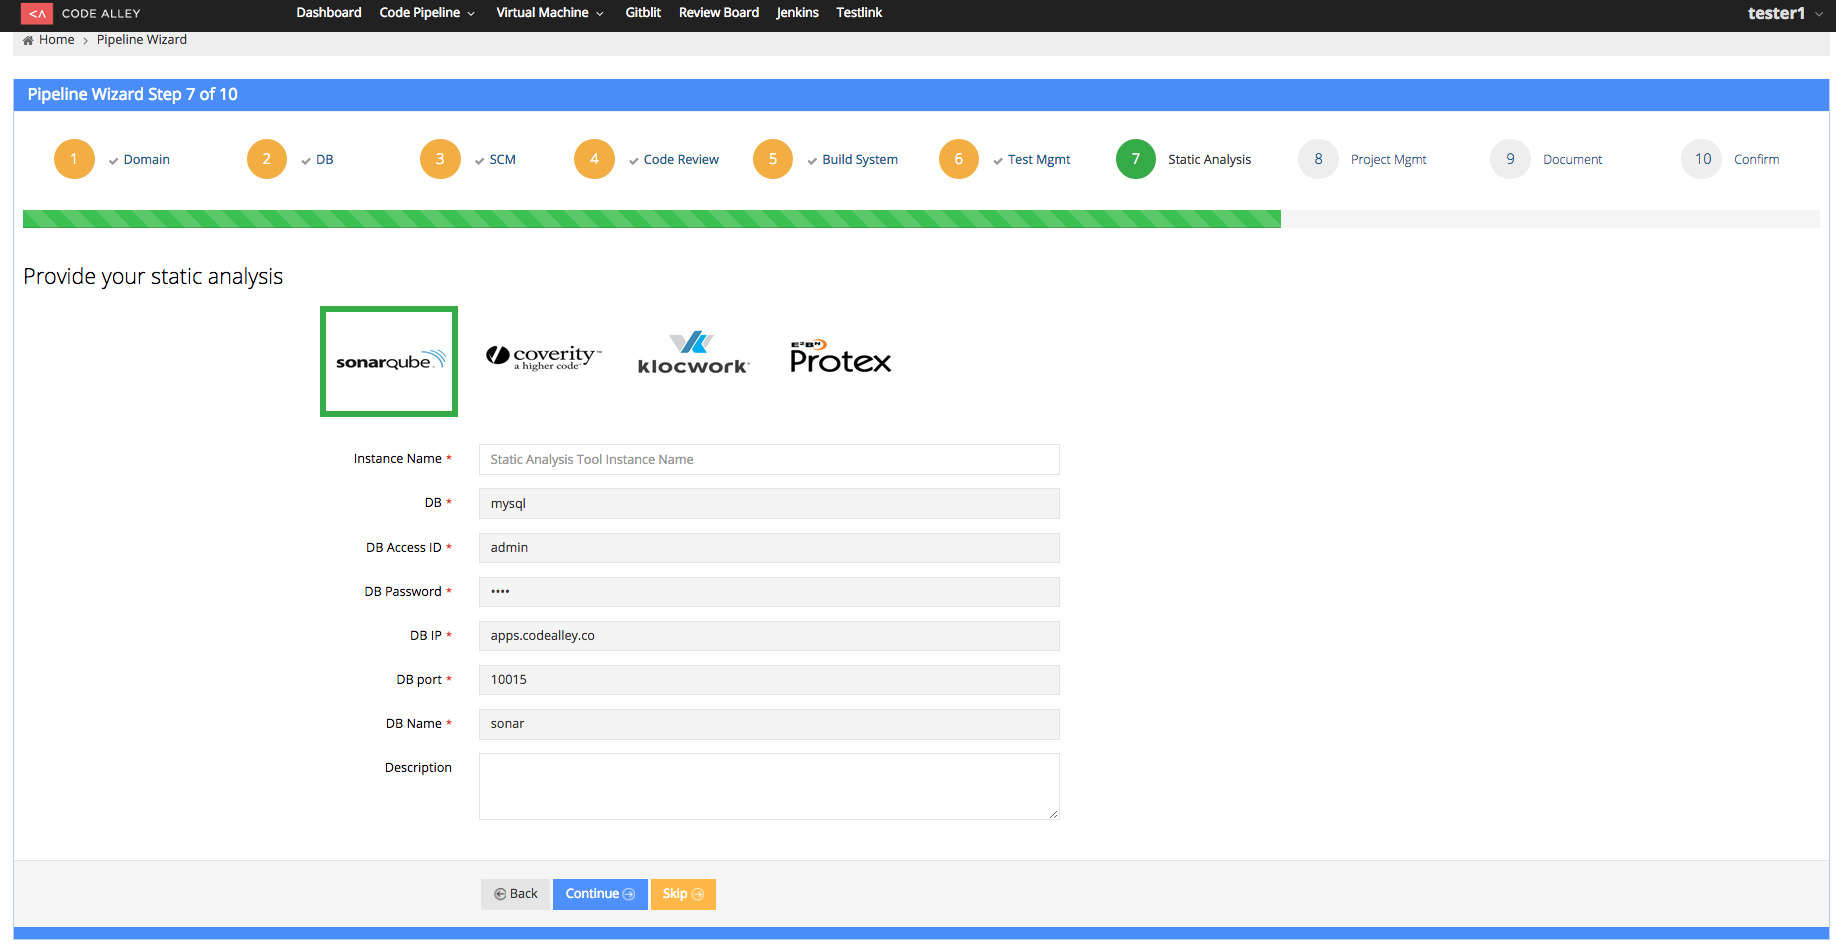 <A CODE ALLEY Dashboard Code Pipeline Virtual Machine Gitblit Review Board Jenkins Testlink tester1
Home > Pipeline Wizard
Pipeline Wizard Step 7 of 10
1 Domain 2 DB 3 SCM 4 Code Review 5 Build System 6 Test Mgmt 7 Static Analysis 8 Project Mgmt 9 Document 10 Confirm
Provide your static analysis
sonarqube
coverity™
a higher code
klocwork
EZBN
Protex
Instance Name * Static Analysis Tool Instance Name
DB * mysql
DB Access ID * admin
DB Password * ••••
DB IP * apps.codealley.co
DB port * 10015
DB Name * sonar
Description
Back Continue Skip